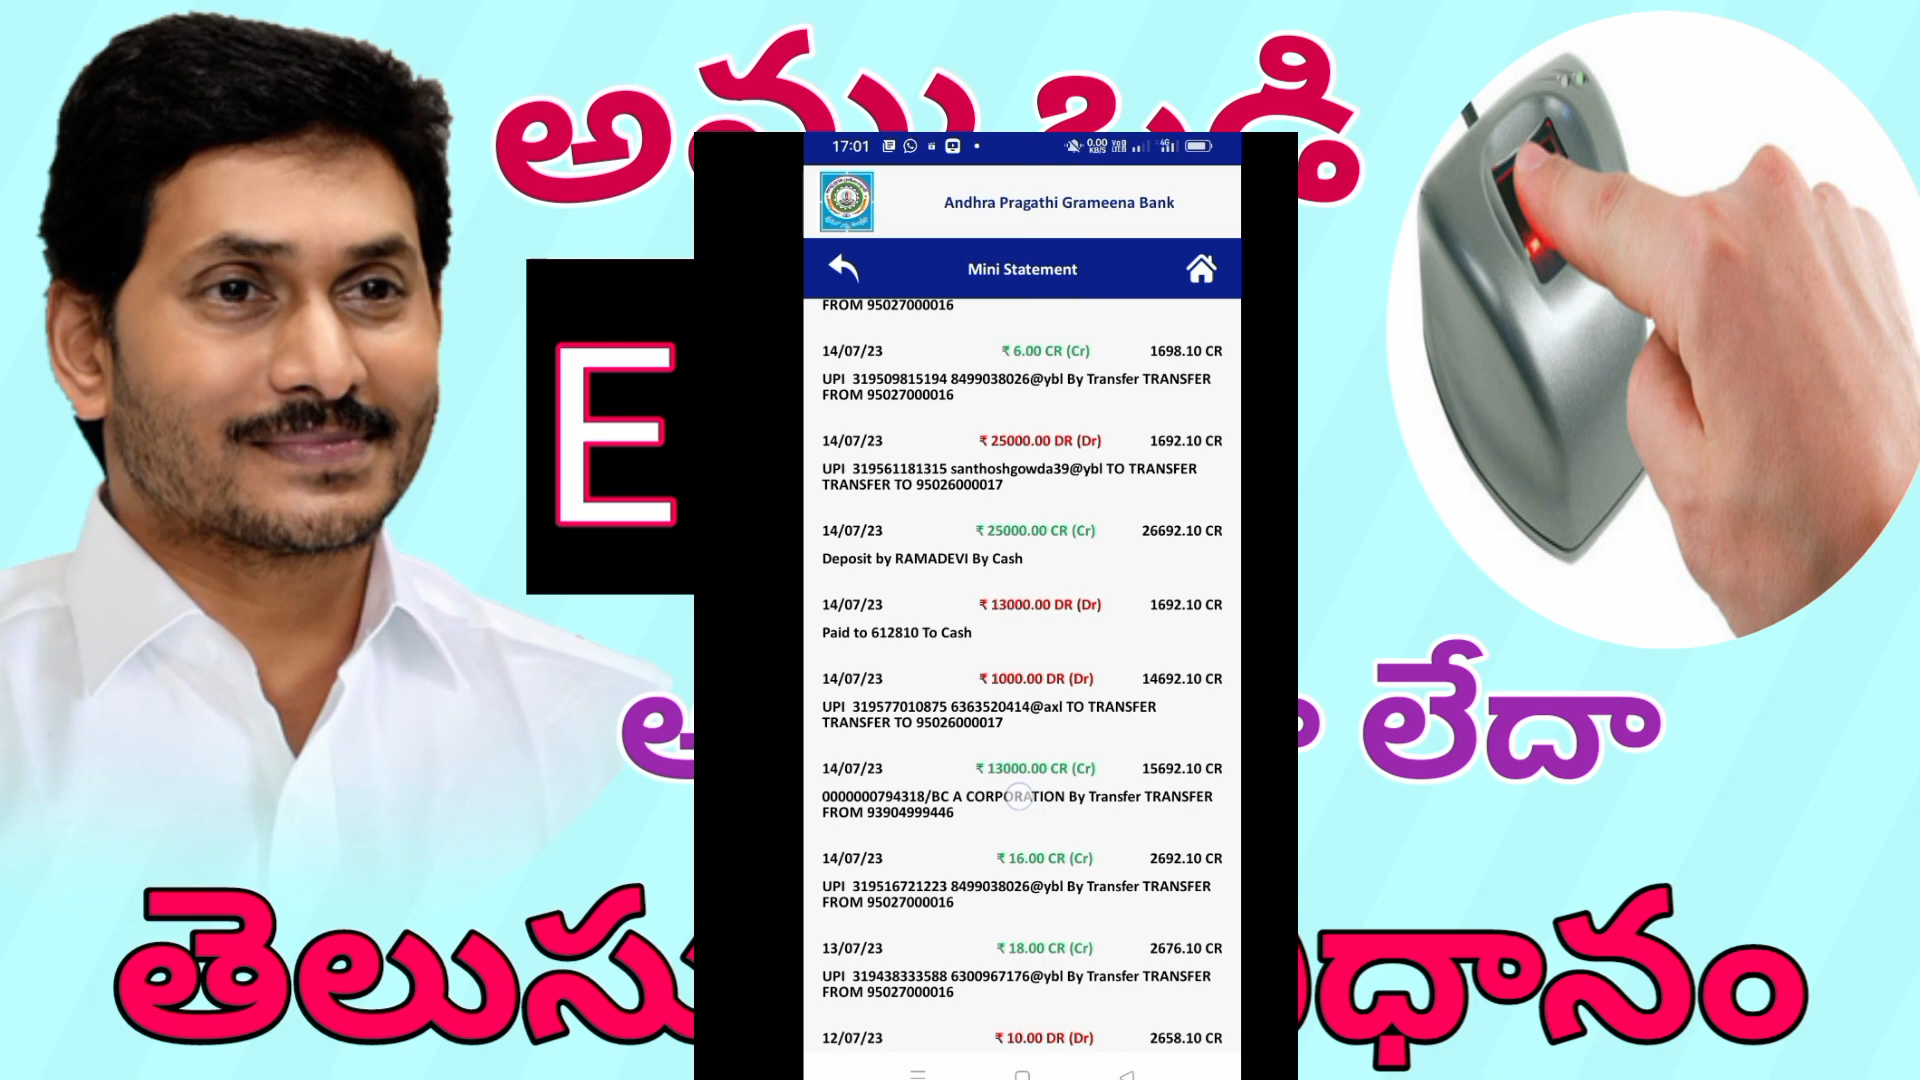 17:01
0.00 KB/S
4G
Andhra Pragathi Grameena Bank
Mini Statement
FROM 95027000016
14/07/23 ₹ 6.00 CR (Cr) 1698.10 CR
UPI 319509815194 8499038026@ybl By Transfer TRANSFER
FROM 95027000016
14/07/23 ₹ 25000.00 DR (Dr) 1692.10 CR
UPI 319561181315 santhoshgowda39@ybl TO TRANSFER
TRANSFER TO 95026000017
14/07/23 ₹ 25000.00 CR (Cr) 26692.10 CR
Deposit by RAMADEVI By Cash
14/07/23 ₹ 13000.00 DR (Dr) 1692.10 CR
Paid to 612810 To Cash
14/07/23 ₹ 1000.00 DR (Dr) 14692.10 CR
UPI 319577010875 6363520414@axl TO TRANSFER
TRANSFER TO 95026000017
14/07/23 ₹ 13000.00 CR (Cr) 15692.10 CR
0000000794318/BC A CORPORATION By Transfer TRANSFER
FROM 93904999446
14/07/23 ₹ 16.00 CR (Cr) 2692.10 CR
UPI 319516721223 8499038026@ybl By Transfer TRANSFER
FROM 95027000016
13/07/23 ₹ 18.00 CR (Cr) 2676.10 CR
UPI 319438333588 6300967176@ybl By Transfer TRANSFER
FROM 95027000016
12/07/23 ₹ 10.00 DR (Dr) 2658.10 CR
E
లేదా